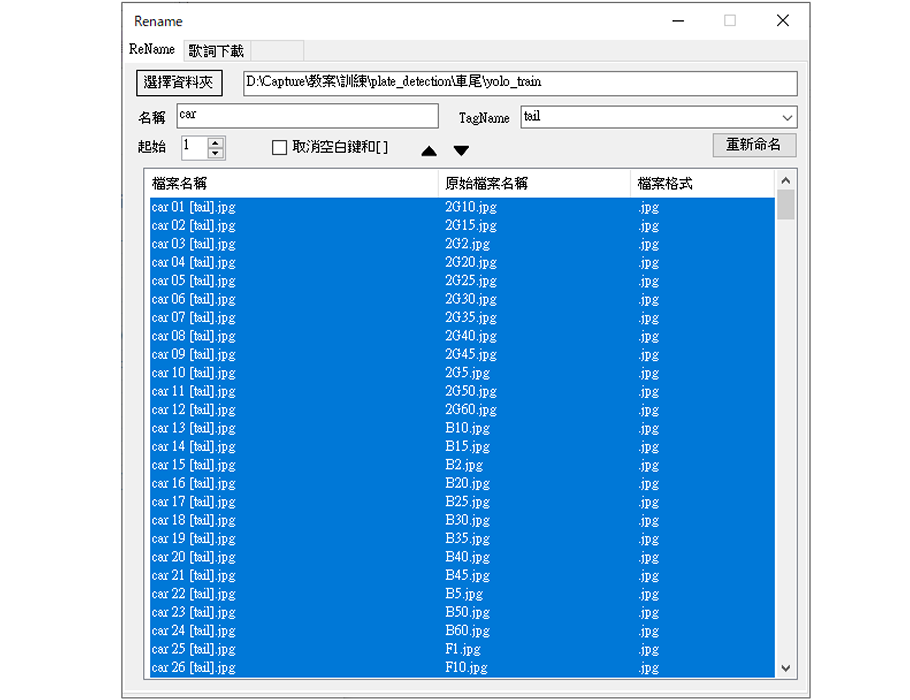 Rename
ReName 歌詞下載
選擇資料夾 D:\Capture\教案\訓練\plate_detection\車尾\yolo_train
名稱 car TagName tail
起始 1 取消空白鍵和[] ▲ ▼ 重新命名
檔案名稱 原始檔案名稱 檔案格式
car 01 [tail].jpg 2G10.jpg .jpg
car 02 [tail].jpg 2G15.jpg .jpg
car 03 [tail].jpg 2G2.jpg .jpg
car 04 [tail].jpg 2G20.jpg .jpg
car 05 [tail].jpg 2G25.jpg .jpg
car 06 [tail].jpg 2G30.jpg .jpg
car 07 [tail].jpg 2G35.jpg .jpg
car 08 [tail].jpg 2G40.jpg .jpg
car 09 [tail].jpg 2G45.jpg .jpg
car 10 [tail].jpg 2G5.jpg .jpg
car 11 [tail].jpg 2G50.jpg .jpg
car 12 [tail].jpg 2G60.jpg .jpg
car 13 [tail].jpg B10.jpg .jpg
car 14 [tail].jpg B15.jpg .jpg
car 15 [tail].jpg B2.jpg .jpg
car 16 [tail].jpg B20.jpg .jpg
car 17 [tail].jpg B25.jpg .jpg
car 18 [tail].jpg B30.jpg .jpg
car 19 [tail].jpg B35.jpg .jpg
car 20 [tail].jpg B40.jpg .jpg
car 21 [tail].jpg B45.jpg .jpg
car 22 [tail].jpg B5.jpg .jpg
car 23 [tail].jpg B50.jpg .jpg
car 24 [tail].jpg B60.jpg .jpg
car 25 [tail].jpg F1.jpg .jpg
car 26 [tail].jpg F10.jpg .jpg